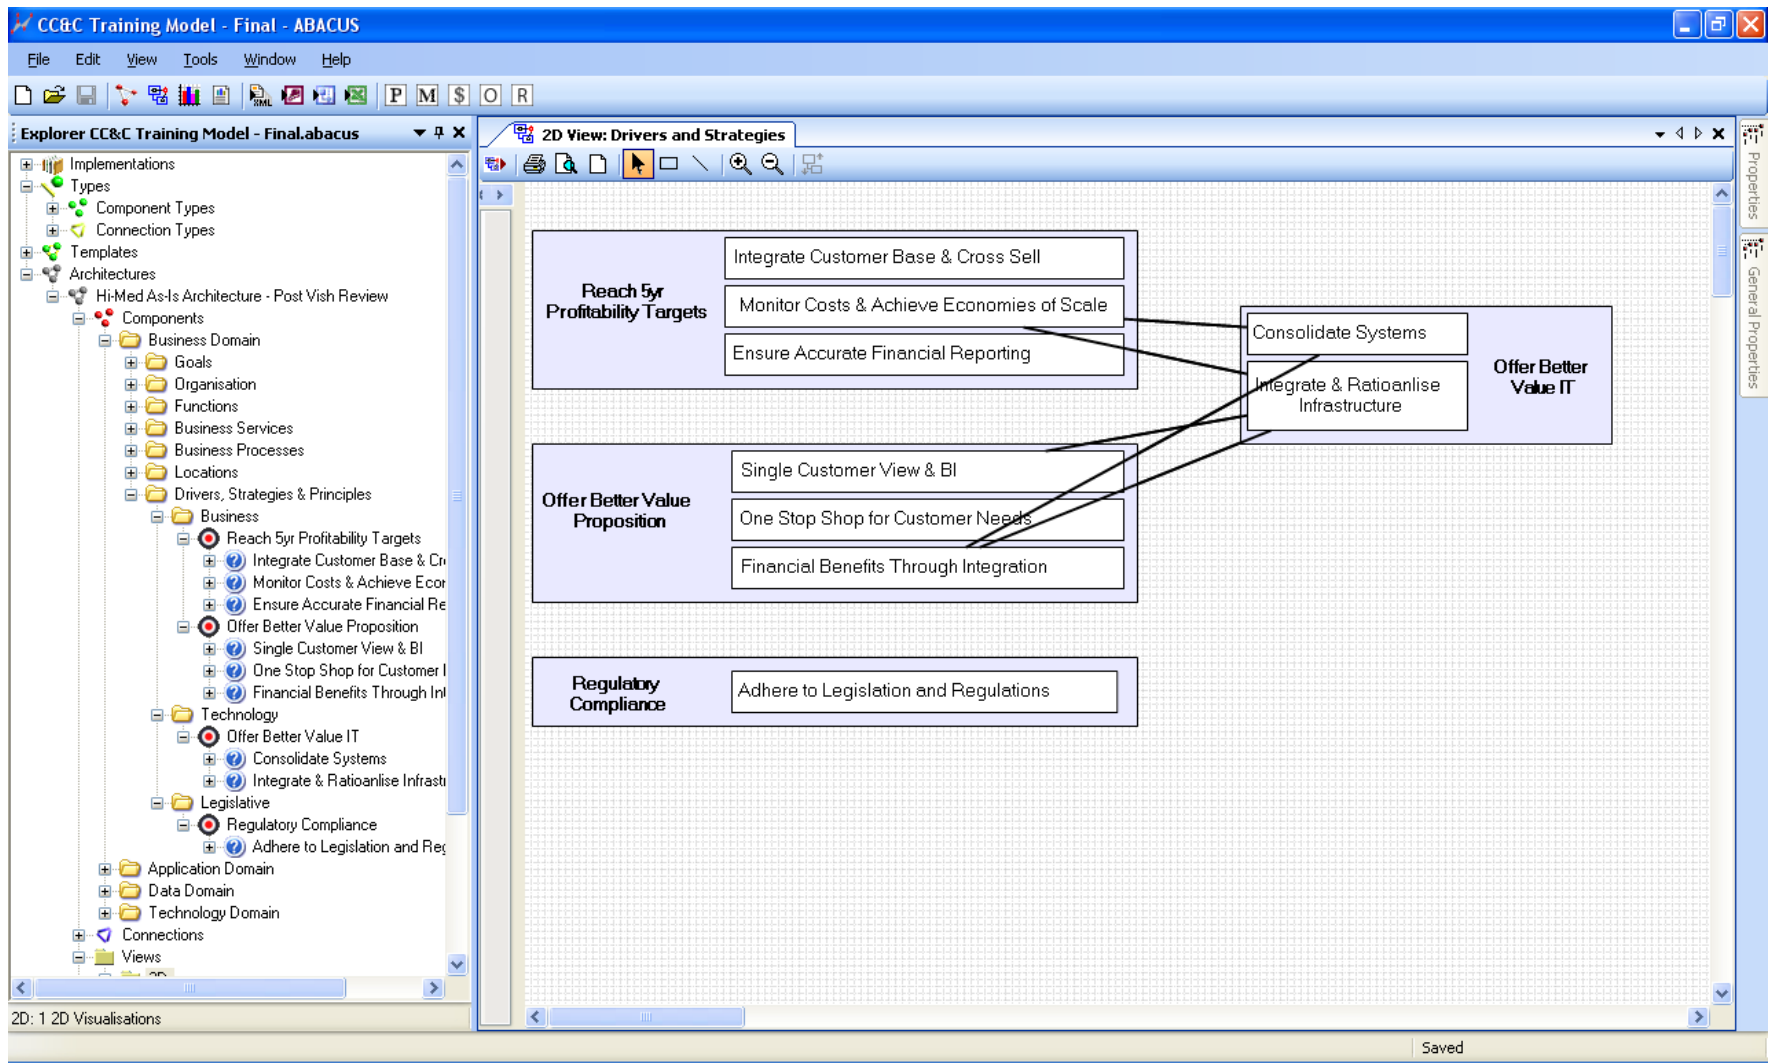 CC&C Training Model - Final - ABACUS
File Edit View Tools Window Help
XML P M $ O R
Explorer CC&C Training Model - Final.abacus
Implementations
Types
Component Types
Connection Types
Templates
Architectures
Hi-Med As-Is Architecture - Post Vish Review
Components
Business Domain
Goals
Organisation
Functions
Business Services
Business Processes
Locations
Drivers, Strategies & Principles
Business
Reach 5yr Profitability Targets
Integrate Customer Base & Cr
Monitor Costs & Achieve Econ
Ensure Accurate Financial Re
Offer Better Value Proposition
Single Customer View & BI
One Stop Shop for Customer
Financial Benefits Through Int
Technology
Offer Better Value IT
Consolidate Systems
Integrate & Ratioanlise Infrast
Legislative
Regulatory Compliance
Adhere to Legislation and Reg
Application Domain
Data Domain
Technology Domain
Connections
Views
2D
2D: 1 2D Visualisations
2D View: Drivers and Strategies
Reach 5yr
Profitability Targets
Integrate Customer Base & Cross Sell
Monitor Costs & Achieve Economies of Scale
Ensure Accurate Financial Reporting
Consolidate Systems
Integrate & Ratioanlise
Infrastructure
Offer Better
Value IT
Offer Better Value
Proposition
Single Customer View & BI
One Stop Shop for Customer Needs
Financial Benefits Through Integration
Regulatory
Compliance
Adhere to Legislation and Regulations
Properties
General Properties
Saved